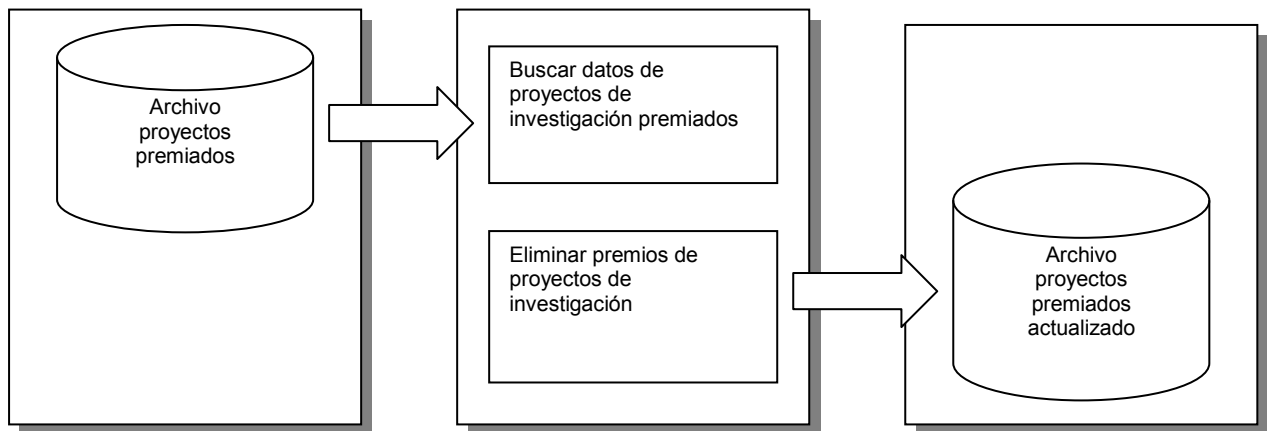 Archivo
proyectos
premiados
Buscar datos de
proyectos de
investigación premiados
Eliminar premios de
proyectos de
investigación
Archivo
proyectos
premiados
actualizado